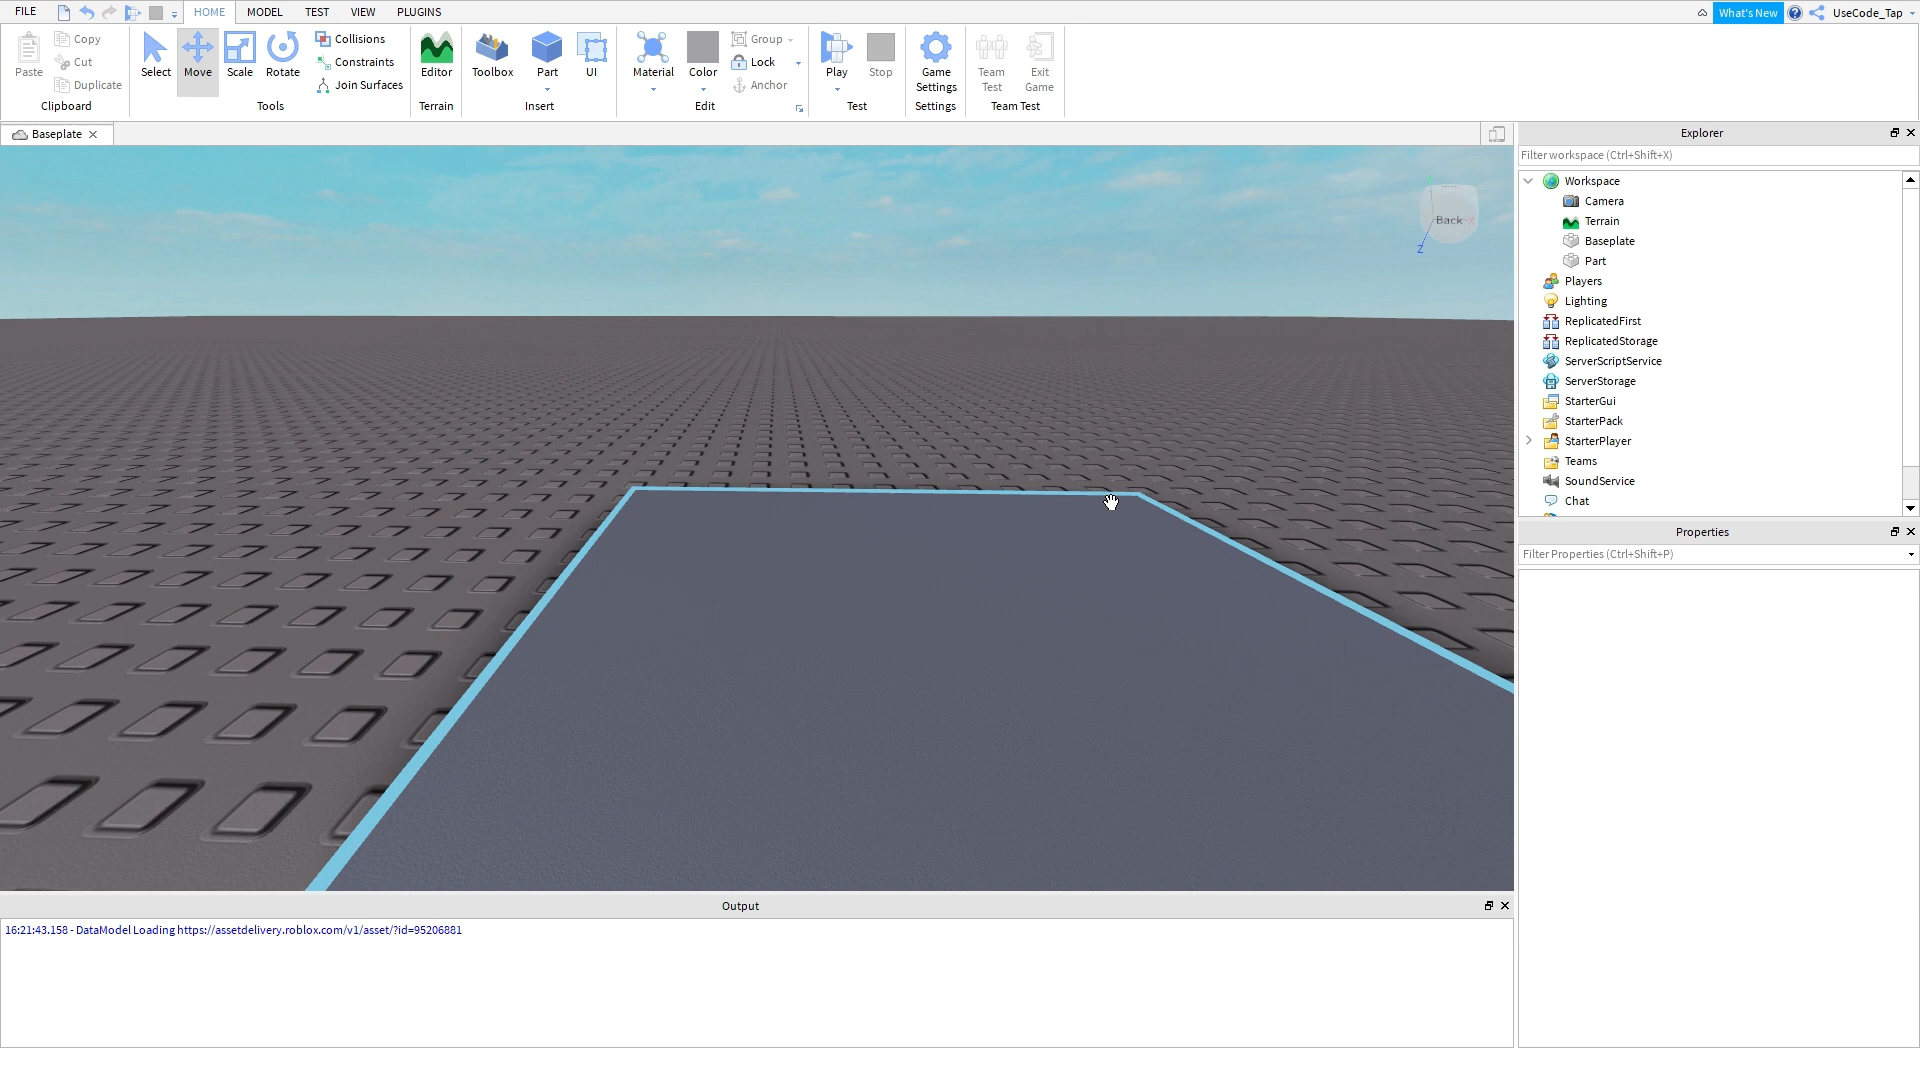 FILE
HOME
MODEL
TEST
VIEW
PLUGINS
What's New
UseCode_Tap
Paste
Copy
Cut
Duplicate
Clipboard
Select
Move
Scale
Rotate
Collisions
Constraints
Join Surfaces
Tools
Editor
Terrain
Toolbox
Part
UI
Insert
Material
Color
Group
Lock
Anchor
Edit
Play
Stop
Test
Game
Settings
Settings
Team
Test
Exit
Game
Team Test
Baseplate
Back
X
Z
Explorer
Filter workspace (Ctrl+Shift+X)
Workspace
Camera
Terrain
Baseplate
Part
Players
Lighting
ReplicatedFirst
ReplicatedStorage
ServerScriptService
ServerStorage
StarterGui
StarterPack
StarterPlayer
Teams
SoundService
Chat
Properties
Filter Properties (Ctrl+Shift+P)
Output
16:21:43.158 - DataModel Loading https://assetdelivery.roblox.com/v1/asset/?id=95206881